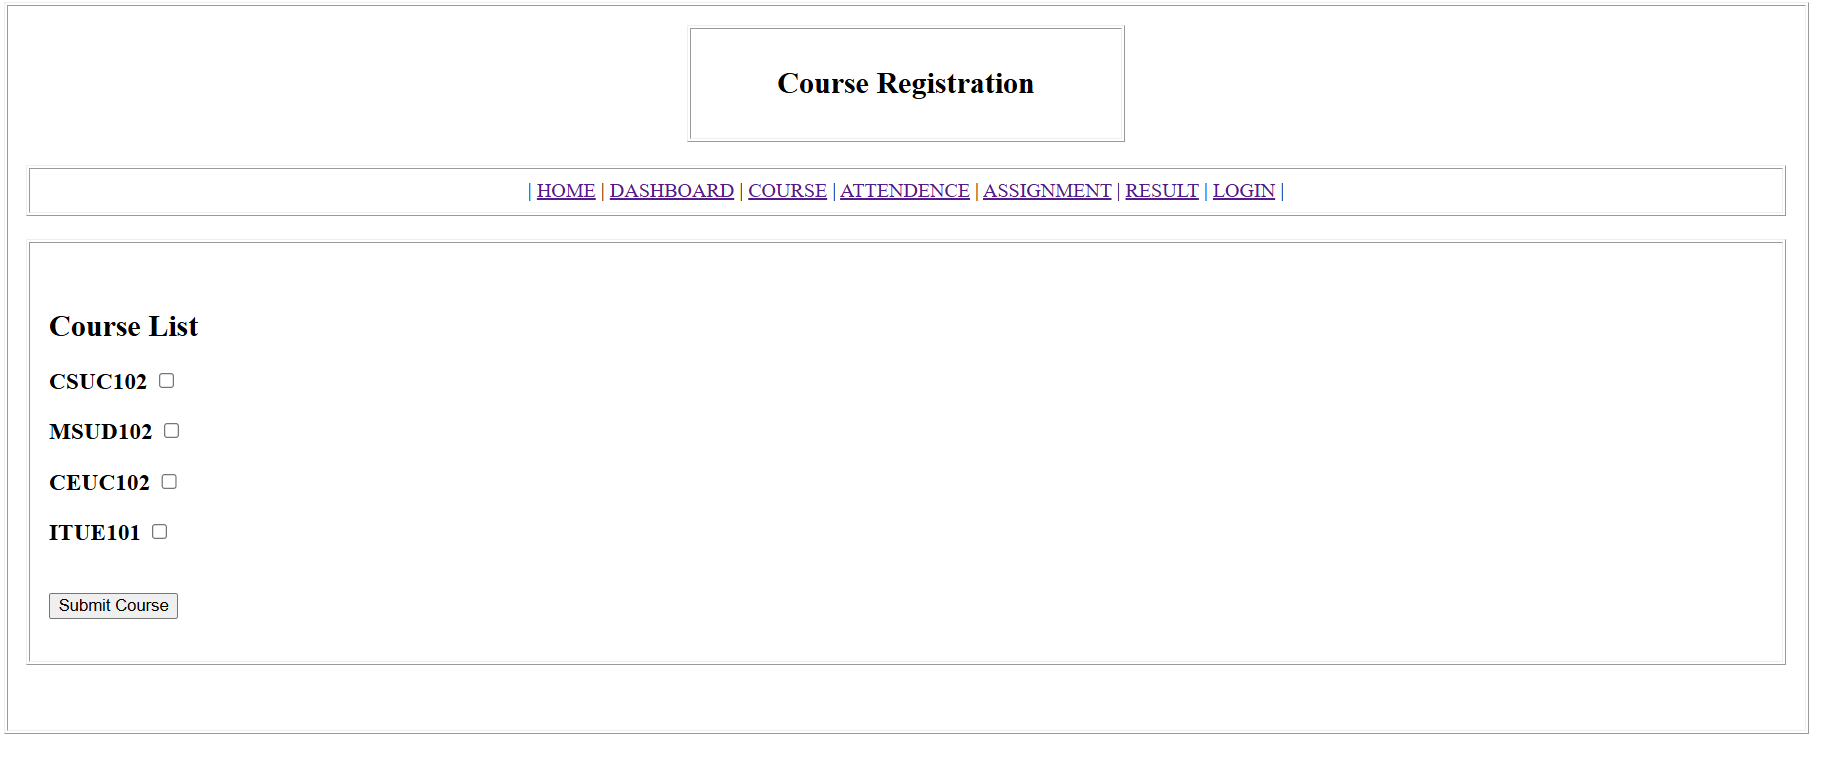 Course Registration
| HOME | DASHBOARD | COURSE | ATTENDENCE | ASSIGNMENT | RESULT | LOGIN |
Course List
CSUC102
MSUD102
CEUC102
ITUE101
Submit Course